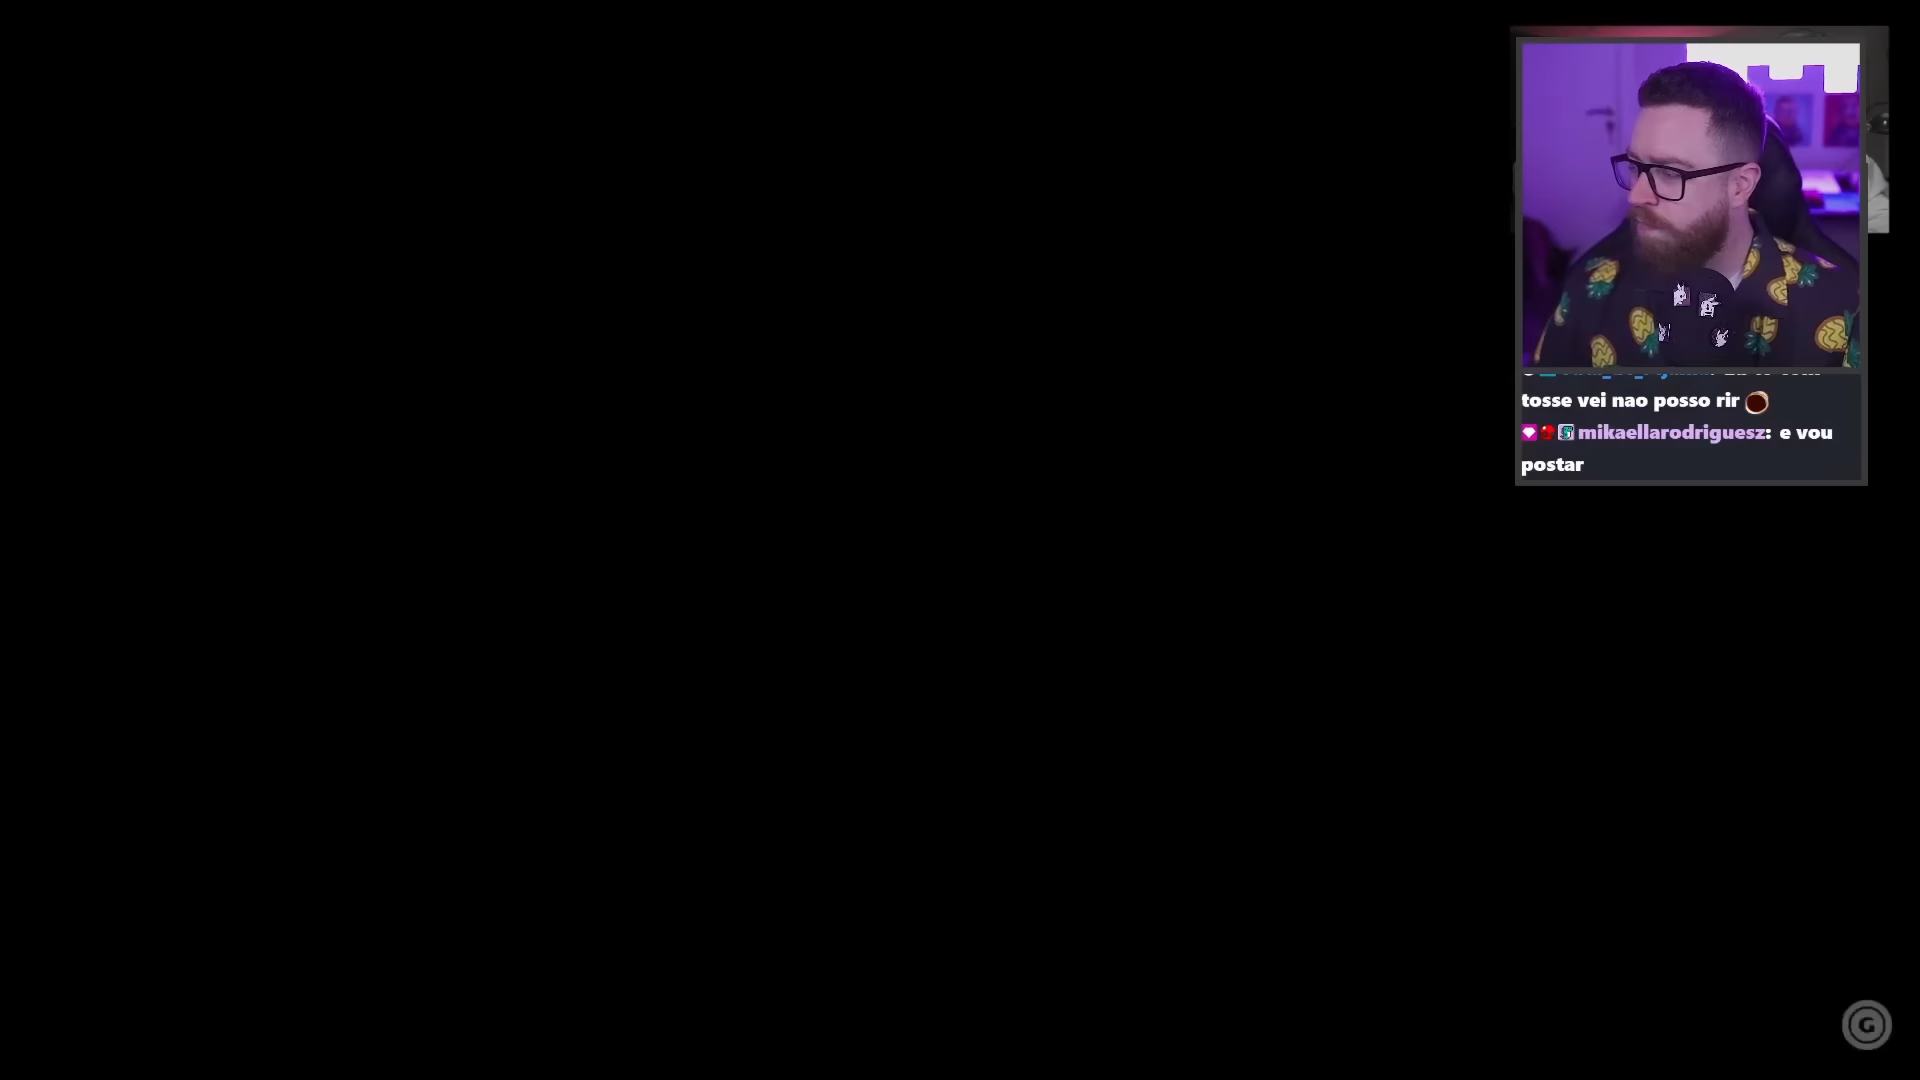 tosse vei nao posso rir
mikaellarodriguesz: e vou
postar
G